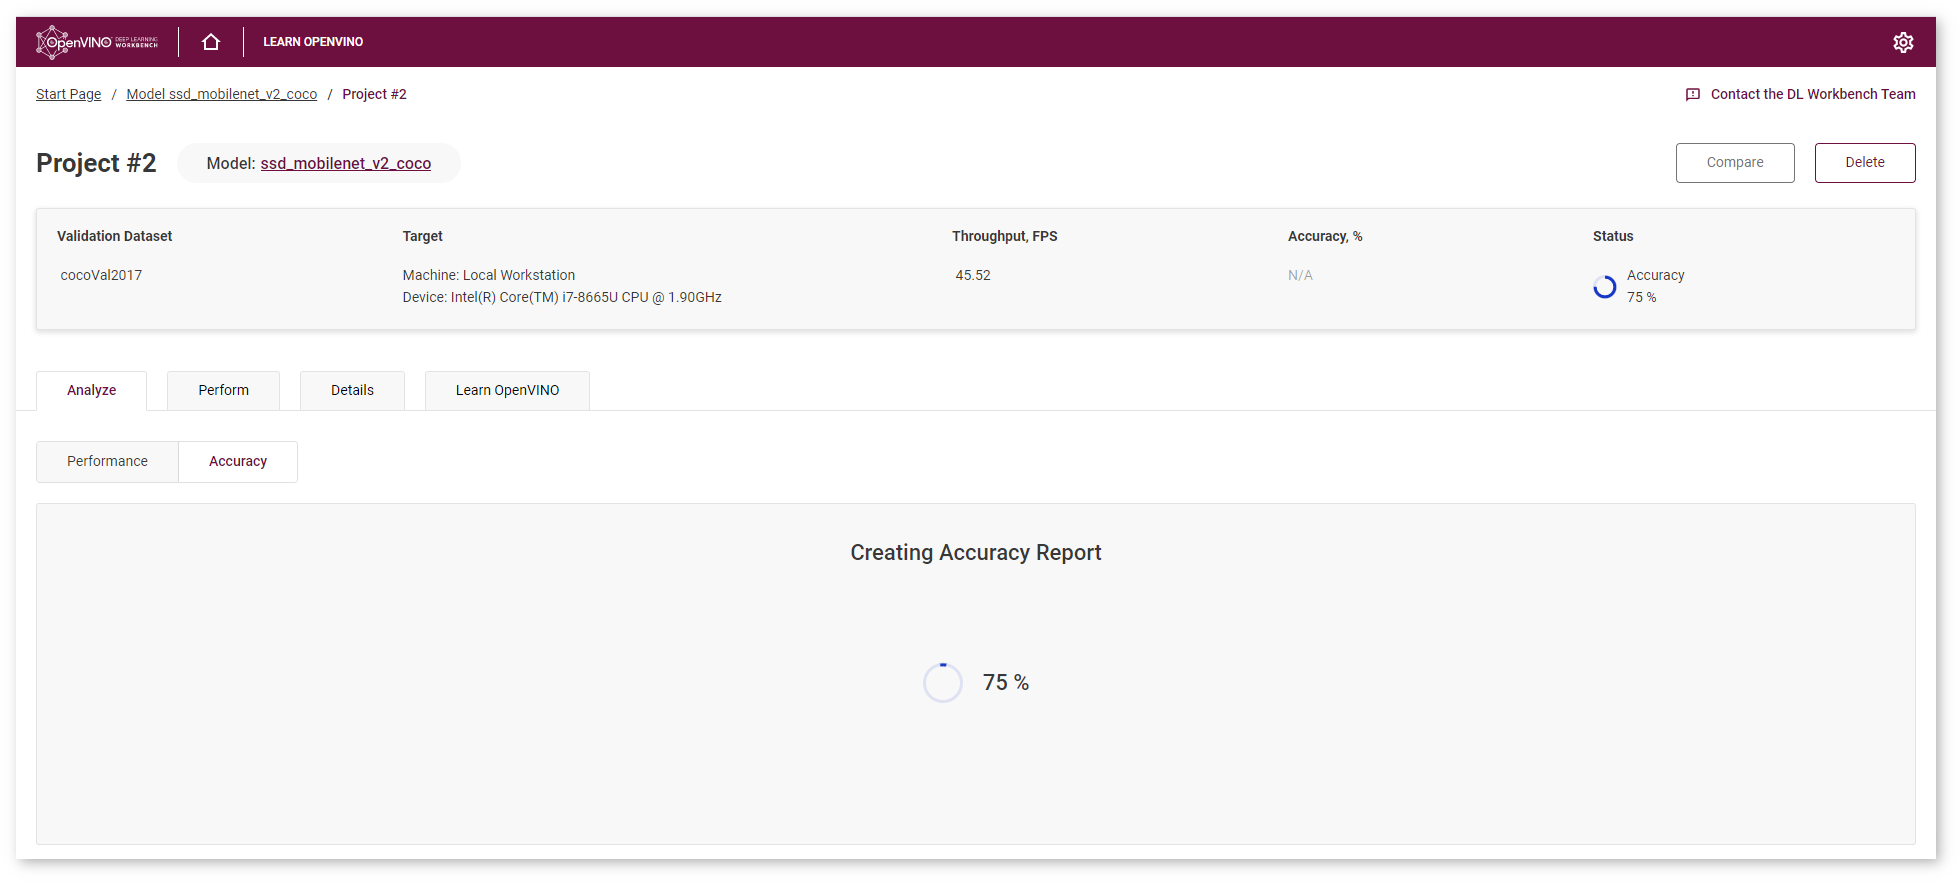 OpenVINO DEEP LEARNING WORKBENCH LEARN OPENVINO
Start Page / Model ssd_mobilenet_v2_coco / Project #2 Contact the DL Workbench Team
Project #2 Model: ssd_mobilenet_v2_coco Compare Delete
Validation Dataset Target Throughput, FPS Accuracy, % Status
cocoVal2017 Machine: Local Workstation 45.52 N/A Accuracy
Device: Intel(R) Core(TM) i7-8665U CPU @ 1.90GHz 75 %
Analyze Perform Details Learn OpenVINO
Performance Accuracy
Creating Accuracy Report
75 %